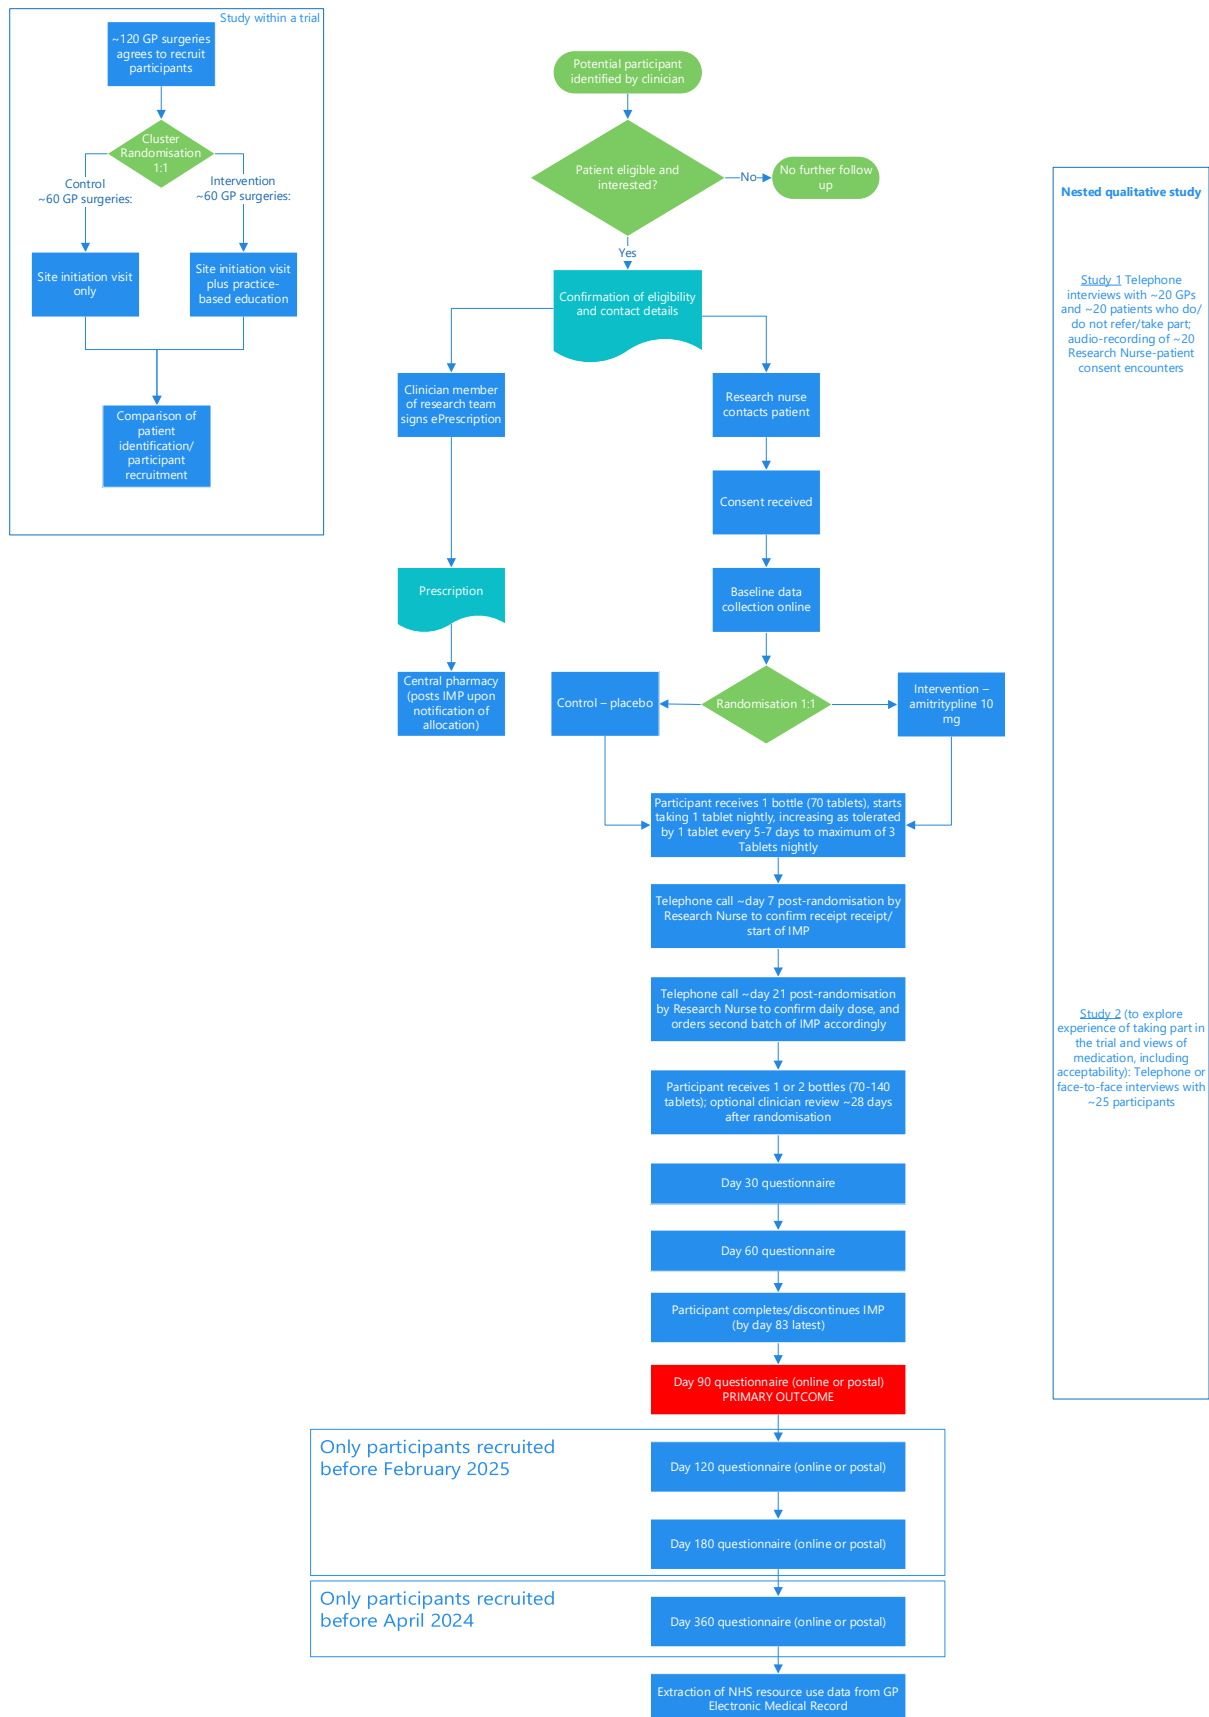 Study within a trial
~120 GP surgeries
agrees to recruit
participants
Cluster
Randomisation
1:1
Control
~60 GP surgeries:
Intervention
~60 GP surgeries:
Site initiation visit
only
Site initiation visit
plus practice-
based education
Comparison of
patient
identification/
participant
recruitment
Potential participant
identified by clinician
Patient eligible and
interested?
No
No further follow
up
Yes
Confirmation of eligibility
and contact details
Clinician member
of research team
signs ePrescription
Prescription
Central pharmacy
(posts IMP upon
notification of
allocation)
Research nurse
contacts patient
Consent received
Baseline data
collection online
Randomisation 1:1
Control – placebo
Intervention –
amitritypline 10
mg
Participant receives 1 bottle (70 tablets), starts
taking 1 tablet nightly, increasing as tolerated
by 1 tablet every 5-7 days to maximum of 3
Tablets nightly
Telephone call ~day 7 post-randomisation by
Research Nurse to confirm receipt receipt/
start of IMP
Telephone call ~day 21 post-randomisation
by Research Nurse to confirm daily dose, and
orders second batch of IMP accordingly
Participant receives 1 or 2 bottles (70-140
tablets); optional clinician review ~28 days
after randomisation
Day 30 questionnaire
Day 60 questionnaire
Participant completes/discontinues IMP
(by day 83 latest)
Day 90 questionnaire (online or postal)
PRIMARY OUTCOME
Only participants recruited
before February 2025
Day 120 questionnaire (online or postal)
Day 180 questionnaire (online or postal)
Only participants recruited
before April 2024
Day 360 questionnaire (online or postal)
Extraction of NHS resource use data from GP
Electronic Medical Record
Nested qualitative study
Study 1 Telephone
interviews with ~20 GPs
and ~20 patients who do/
do not refer/take part;
audio-recording of ~20
Research Nurse-patient
consent encounters
Study 2 (to explore
experience of taking part in
the trial and views of
medication, including
acceptability): Telephone or
face-to-face interviews with
~25 participants